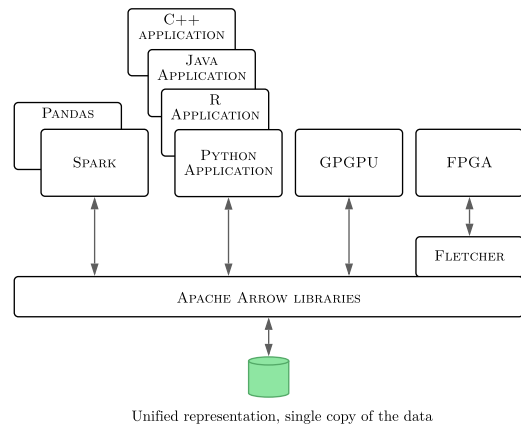 C++
APPLICATION
JAVA
APPLICATION
R
APPLICATION
PANDAS
SPARK
PYTHON
APPLICATION
GPGPU
FPGA
FLETCHER
APACHE ARROW LIBRARIES
Unified representation, single copy of the data